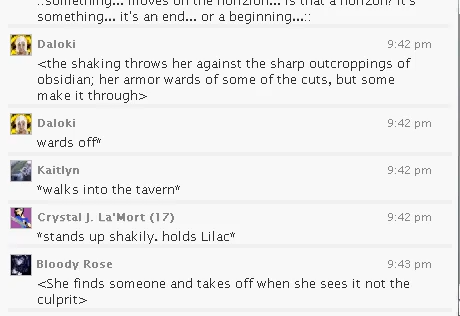 ::something... moves on the horizion... Is that a horizon? It's
something... it's an end... or a beginning...::
Daloki 9:42 pm
<the shaking throws her against the sharp outcroppings of
obsidian; her armor wards of some of the cuts, but some
make it through>
Daloki 9:42 pm
wards off*
Kaitlyn 9:42 pm
*walks into the tavern*
Crystal J. La'Mort (17) 9:42 pm
*stands up shakily. holds Lilac*
Bloody Rose 9:43 pm
<She finds someone and takes off when she sees it not the
culprit>